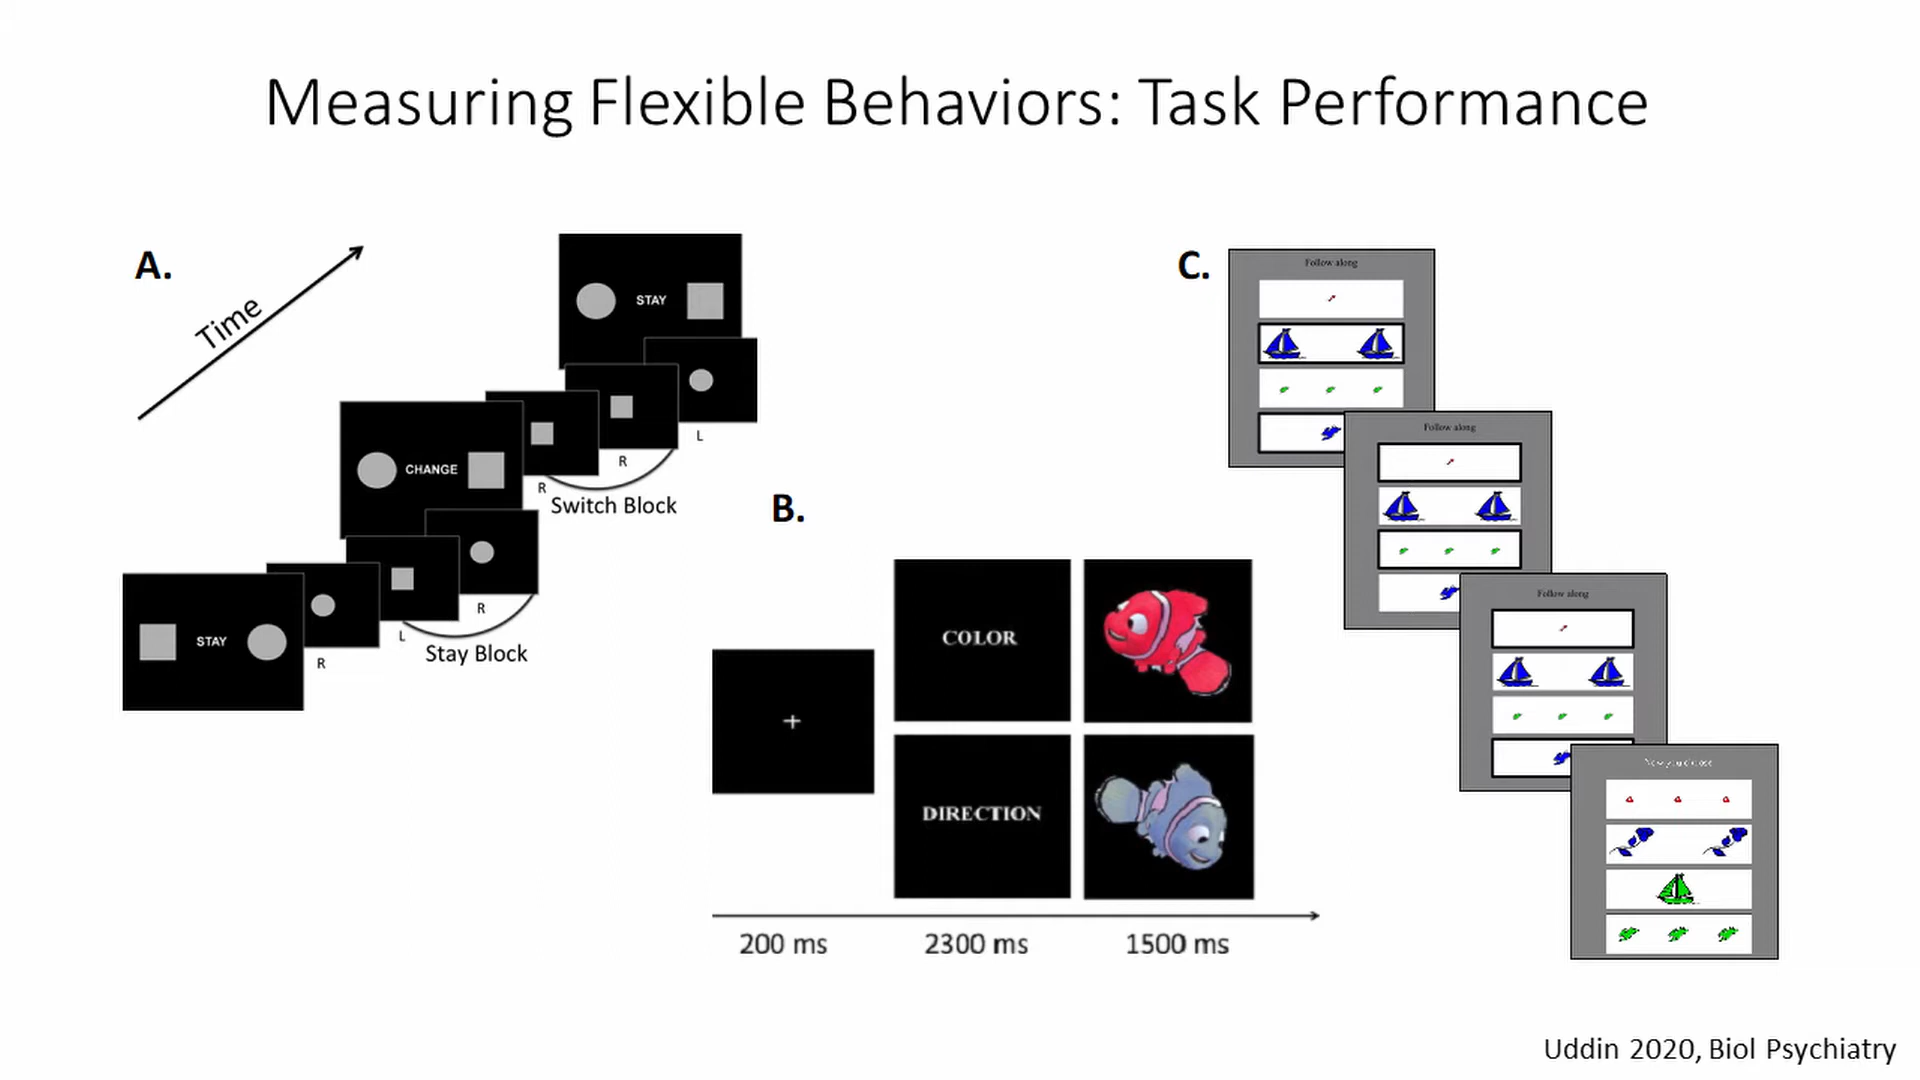 Measuring Flexible Behaviors: Task Performance
A.
Time
STAY
R
L
R
Stay Block
CHANGE
R
R
L
Switch Block
STAY
B.
+
COLOR
DIRECTION
200 ms
2300 ms
1500 ms
C.
Follow along
Follow along
Follow along
Uddin 2020, Biol Psychiatry